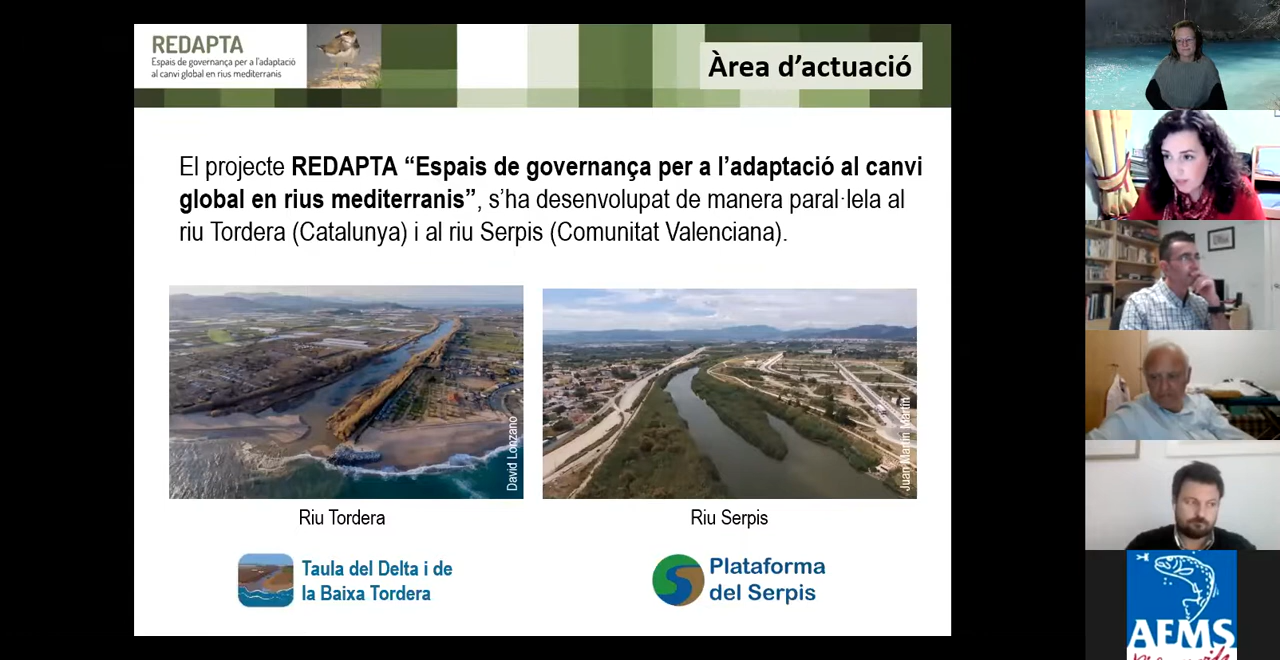 REDAPTA
Espais de governança per a l'adaptació
al canvi global en rius mediterranis
Àrea d'actuació
El projecte REDAPTA “Espais de governança per a l'adaptació al canvi
global en rius mediterranis”, s'ha desenvolupat de manera paral·lela al
riu Tordera (Catalunya) i al riu Serpis (Comunitat Valenciana).
David Lonzano
Juan Martín Martín
Riu Tordera
Riu Serpis
Taula del Delta i de
la Baixa Tordera
Plataforma
del Serpis
AEMS